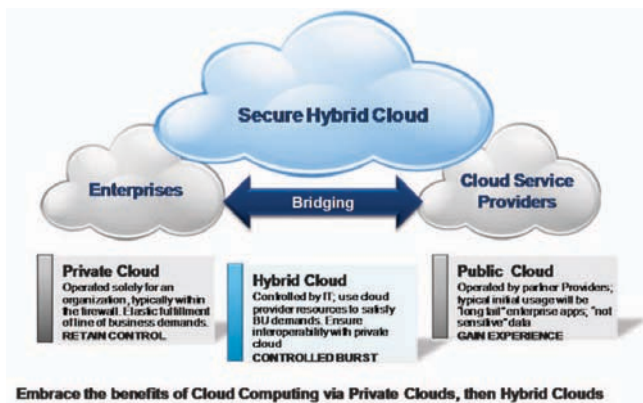 Secure Hybrid Cloud
Enterprises
Bridging
Cloud Service
Providers
Private Cloud
Operated solely for an
organization, typically within
the firewall. Elastic fulfillment
of line of business demands.
RETAIN CONTROL
Hybrid Cloud
Controlled by IT; use cloud
provider resources to satisfy
BU demands. Ensure
interoperability with private
cloud
CONTROLLED BURST
Public Cloud
Operated by partner Providers;
typical initial usage will be
"long tail" enterprise apps; "not
sensitive" data
GAIN EXPERIENCE
Embrace the benefits of Cloud Computing via Private Clouds, then Hybrid Clouds